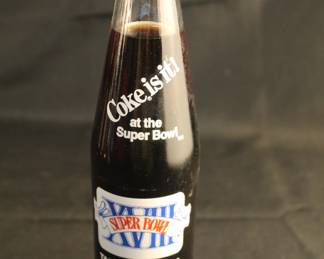 Coke is it!
at the
Super Bowl
XVIII
SUPER BOWL